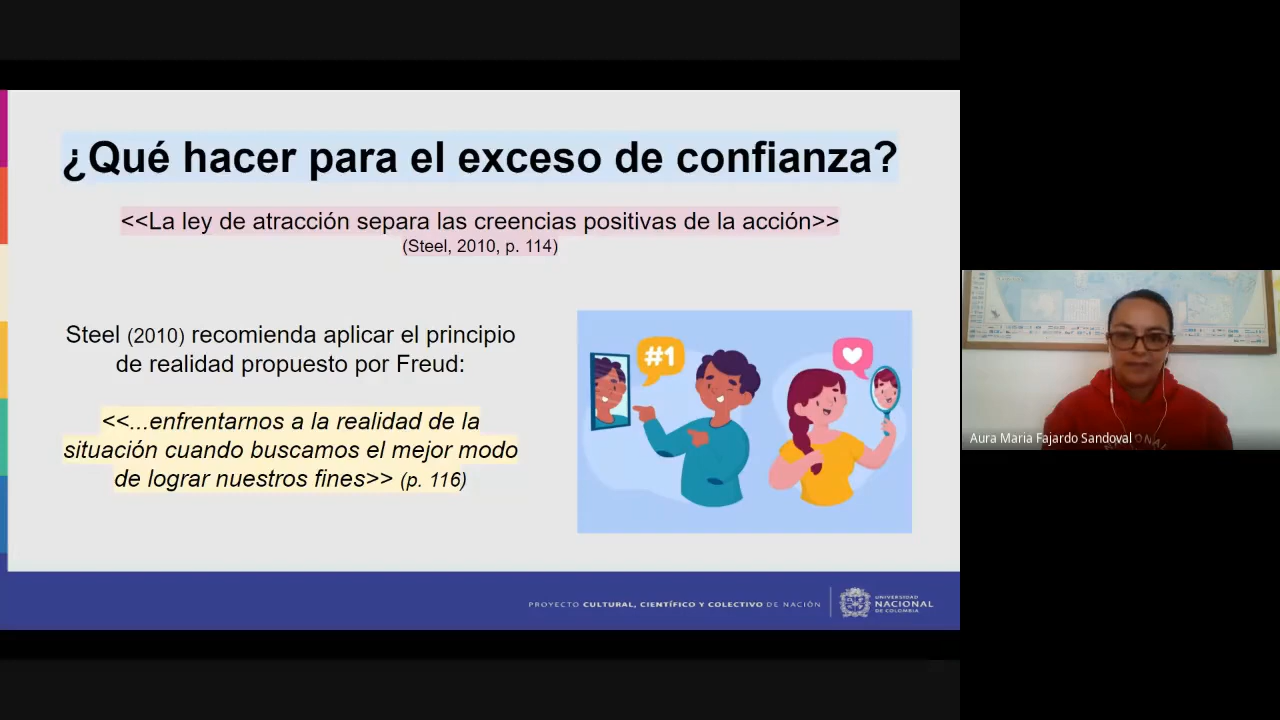 ¿Qué hacer para el exceso de confianza?
<<La ley de atracción separa las creencias positivas de la acción>>
(Steel, 2010, p. 114)
Steel (2010) recomienda aplicar el principio
de realidad propuesto por Freud:
<<...enfrentarnos a la realidad de la
situación cuando buscamos el mejor modo
de lograr nuestros fines>> (p. 116)
#1
Aura Maria Fajardo Sandoval
PROYECTO CULTURAL, CIENTÍFICO Y COLECTIVO DE NACIÓN
UNIVERSIDAD
NACIONAL
DE COLOMBIA